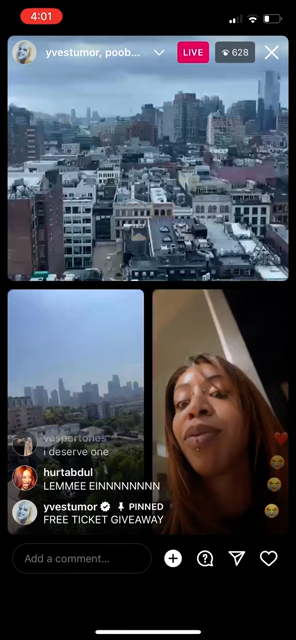 4:01
yvestumor, poob...
LIVE
628
vespertones
i deserve one
hurtabdul
LEMMEE EINNNNNNNN
yvestumor PINNED
FREE TICKET GIVEAWAY
Add a comment...